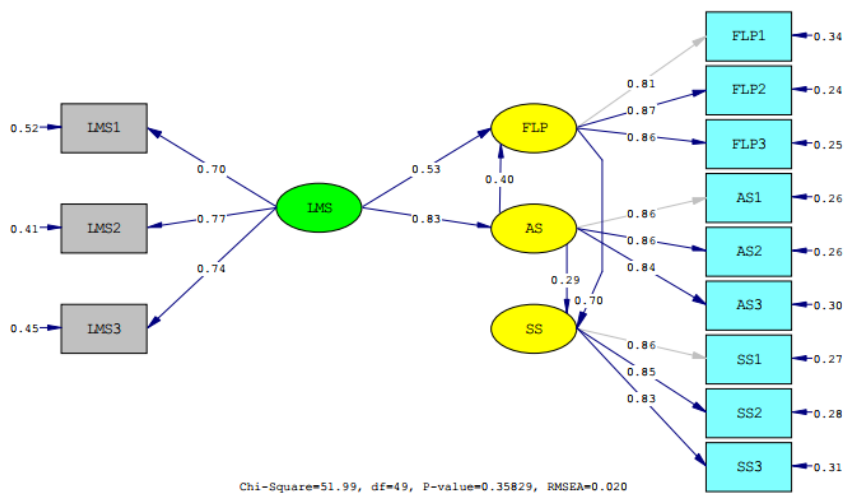 FLP1
0.34
0.81
FLP2
0.24
0.87
0.52
LMS1
FLP
0.86
FLP3
0.25
0.70
0.53
0.40
AS1
0.26
LMS
0.86
0.41
LMS2
0.77
0.83
AS
0.86
AS2
0.26
0.74
0.84
0.29
0.70
AS3
0.30
0.45
LMS3
SS
0.86
SS1
0.27
0.85
0.83
SS2
0.28
SS3
0.31
Chi-Square=51.99, df=49, P-value=0.35829, RMSEA=0.020